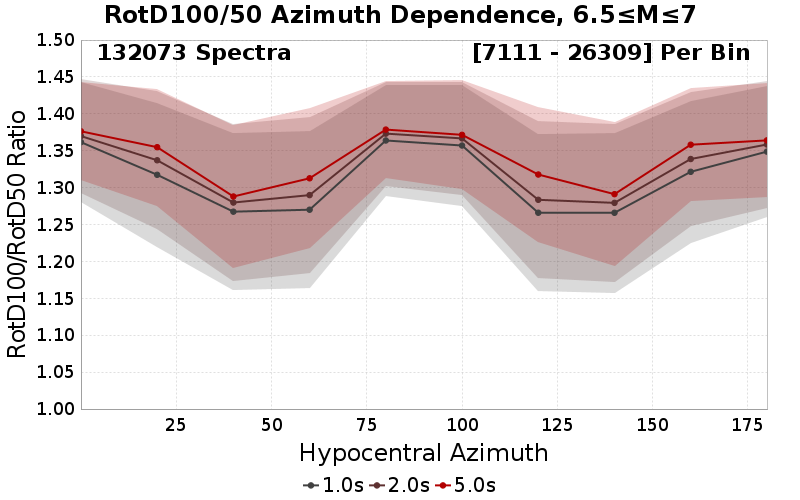 RotD100/50 Azimuth Dependence, 6.5≤M≤7
132073 Spectra
[7111 - 26309] Per Bin
RotD100/RotD50 Ratio
1.50
1.45
1.40
1.35
1.30
1.25
1.20
1.15
1.10
1.05
1.00
25 50 75 100 125 150 175
Hypocentral Azimuth
1.0s 2.0s 5.0s